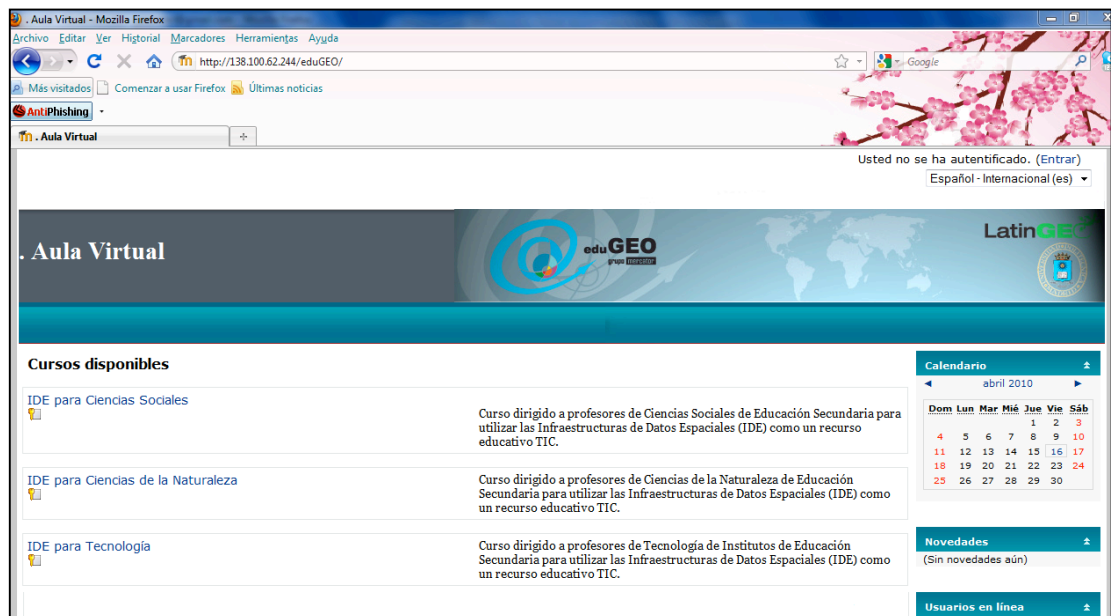 . Aula Virtual - Mozilla Firefox
Archivo Editar Ver Historial Marcadores Herramientas Ayuda
http://138.100.62.244/eduGEO/
Google
Más visitados Comenzar a usar Firefox Últimas noticias
AntiPhishing
. Aula Virtual
Usted no se ha autentificado. (Entrar)
Español - Internacional (es)
. Aula Virtual
eduGEO
grupo mercator
LatinGEO
Cursos disponibles
IDE para Ciencias Sociales
Curso dirigido a profesores de Ciencias Sociales de Educación Secundaria para
utilizar las Infraestructuras de Datos Espaciales (IDE) como un recurso
educativo TIC.
IDE para Ciencias de la Naturaleza
Curso dirigido a profesores de Ciencias de la Naturaleza de Educación
Secundaria para utilizar las Infraestructuras de Datos Espaciales (IDE) como
un recurso educativo TIC.
IDE para Tecnología
Curso dirigido a profesores de Tecnología de Institutos de Educación
Secundaria para utilizar las Infraestructuras de Datos Espaciales (IDE) como
un recurso educativo TIC.
Calendario
abril 2010
Dom Lun Mar Mié Jue Vie Sáb
1 2 3
4 5 6 7 8 9 10
11 12 13 14 15 16 17
18 19 20 21 22 23 24
25 26 27 28 29 30
Novedades
(Sin novedades aún)
Usuarios en línea